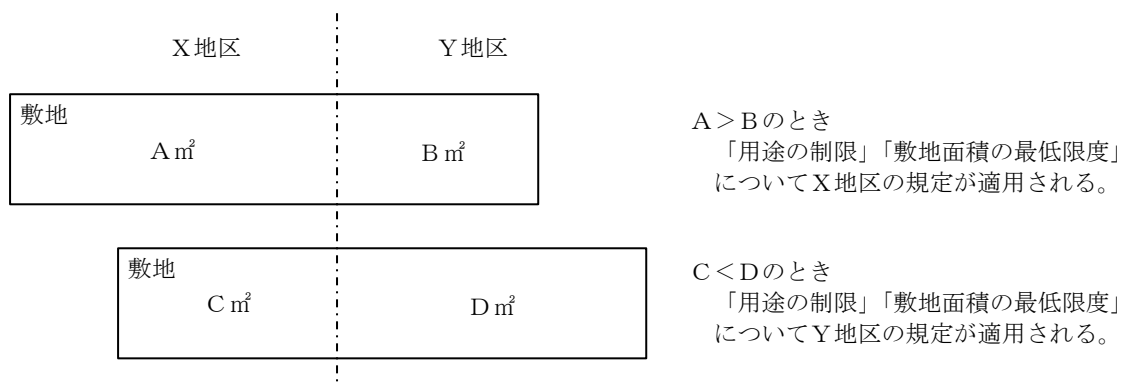 X地区
Y地区
敷地
A㎡
B㎡
A>Bのとき
「用途の制限」「敷地面積の最低限度」
についてX地区の規定が適用される。
敷地
C㎡
D㎡
C<Dのとき
「用途の制限」「敷地面積の最低限度」
についてY地区の規定が適用される。